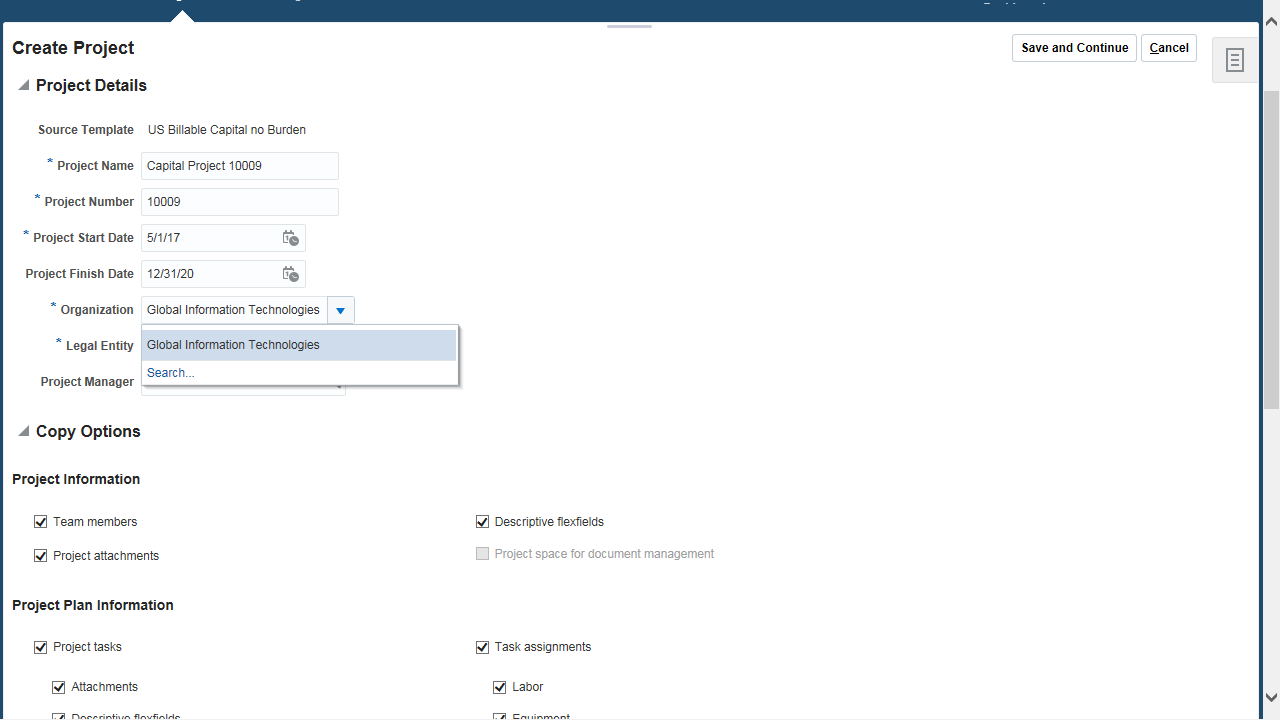 Create Project
Save and Continue
Cancel
Project Details
Source Template US Billable Capital no Burden
* Project Name Capital Project 10009
* Project Number 10009
* Project Start Date 5/1/17
Project Finish Date 12/31/20
* Organization Global Information Technologies
* Legal Entity Global Information Technologies
Search...
Project Manager
Copy Options
Project Information
Team members
Descriptive flexfields
Project attachments
Project space for document management
Project Plan Information
Project tasks
Task assignments
Attachments
Labor
Descriptive flexfields
Equipment